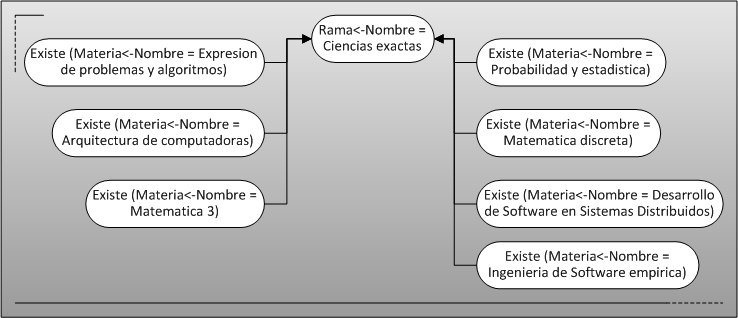 Rama<-Nombre =
Ciencias exactas
Existe (Materia<-Nombre = Expresion
de problemas y algoritmos)
Existe (Materia<-Nombre =
Arquitectura de computadoras)
Existe (Materia<-Nombre =
Matematica 3)
Existe (Materia<-Nombre =
Probabilidad y estadistica)
Existe (Materia<-Nombre =
Matematica discreta)
Existe (Materia<-Nombre = Desarrollo
de Software en Sistemas Distribuidos)
Existe (Materia<-Nombre =
Ingenieria de Software empirica)